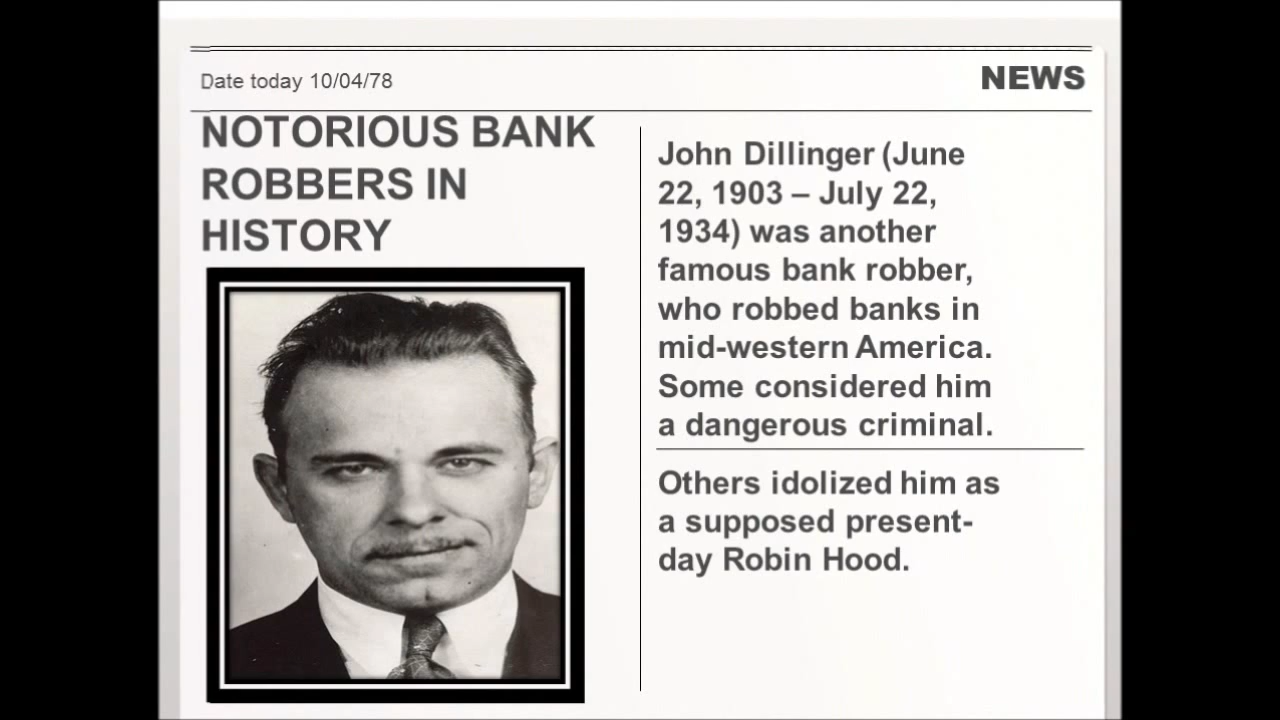 Date today 10/04/78
NEWS
NOTORIOUS BANK
ROBBERS IN
HISTORY
John Dillinger (June
22, 1903 – July 22,
1934) was another
famous bank robber,
who robbed banks in
mid-western America.
Some considered him
a dangerous criminal.
Others idolized him as
a supposed present-
day Robin Hood.